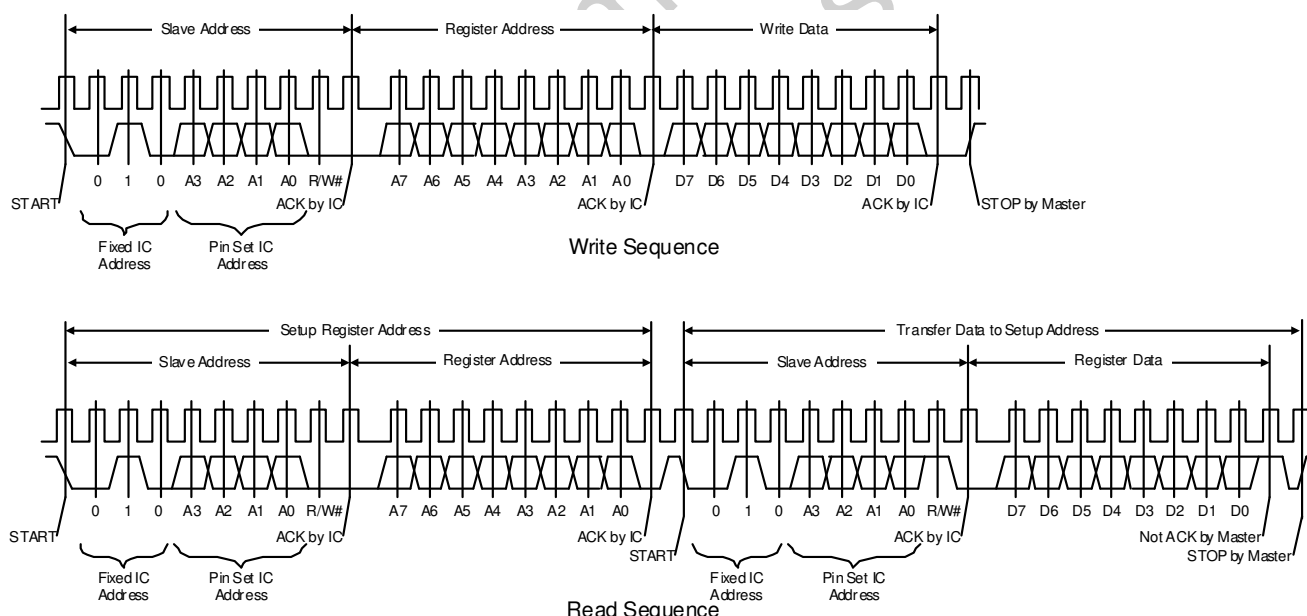 Slave Address Register Address Write Data
0 1 0 A3 A2 A1 A0 R/W# A7 A6 A5 A4 A3 A2 A1 A0 D7 D6 D5 D4 D3 D2 D1 D0
START ACK by IC ACK by IC ACK by IC STOP by Master
Fixed IC Address
Pin Set IC Address
Write Sequence
Setup Register Address Transfer Data to Setup Address
Slave Address Register Address Slave Address Register Data
0 1 0 A3 A2 A1 A0 R/W# A7 A6 A5 A4 A3 A2 A1 A0 0 1 0 A3 A2 A1 A0 R/W# D7 D6 D5 D4 D3 D2 D1 D0
START ACK by IC ACK by IC ACK by IC Not ACK by Master
START STOP by Master
Fixed IC Address
Pin Set IC Address
Fixed IC Address
Pin Set IC Address
Read Sequence